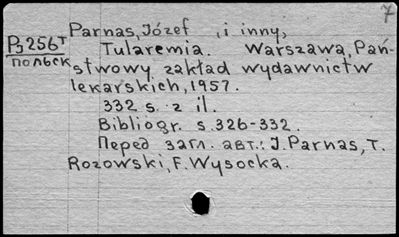 7
Parnas, Józef , i inny,
P₃256т
Tularemia. Warszawa, Pań-
польск
stwowy zakład wydawnictw
lekarskich, 1957.
332 s. z il.
Bibliogr. s. 326-332.
Перед загл. авт.: J. Parnas, T.
Rozowski, F. Wysocka.